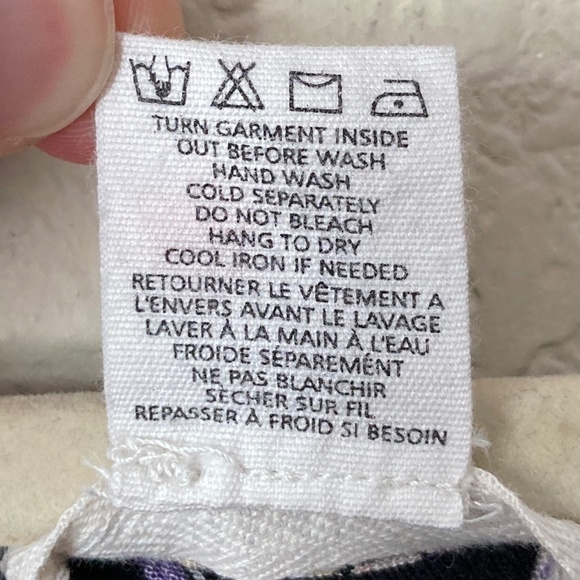 TURN GARMENT INSIDE
OUT BEFORE WASH
HAND WASH
COLD SEPARATELY
DO NOT BLEACH
HANG TO DRY
COOL IRON IF NEEDED
RETOURNER LE VÊTEMENT A
L'ENVERS AVANT LE LAVAGE
LAVER À LA MAIN À L'EAU
FROIDE SÉPAREMÉNT
NE PAS BLANCHIR
SECHER SUR FIL
REPASSER À FROID SI BESOIN